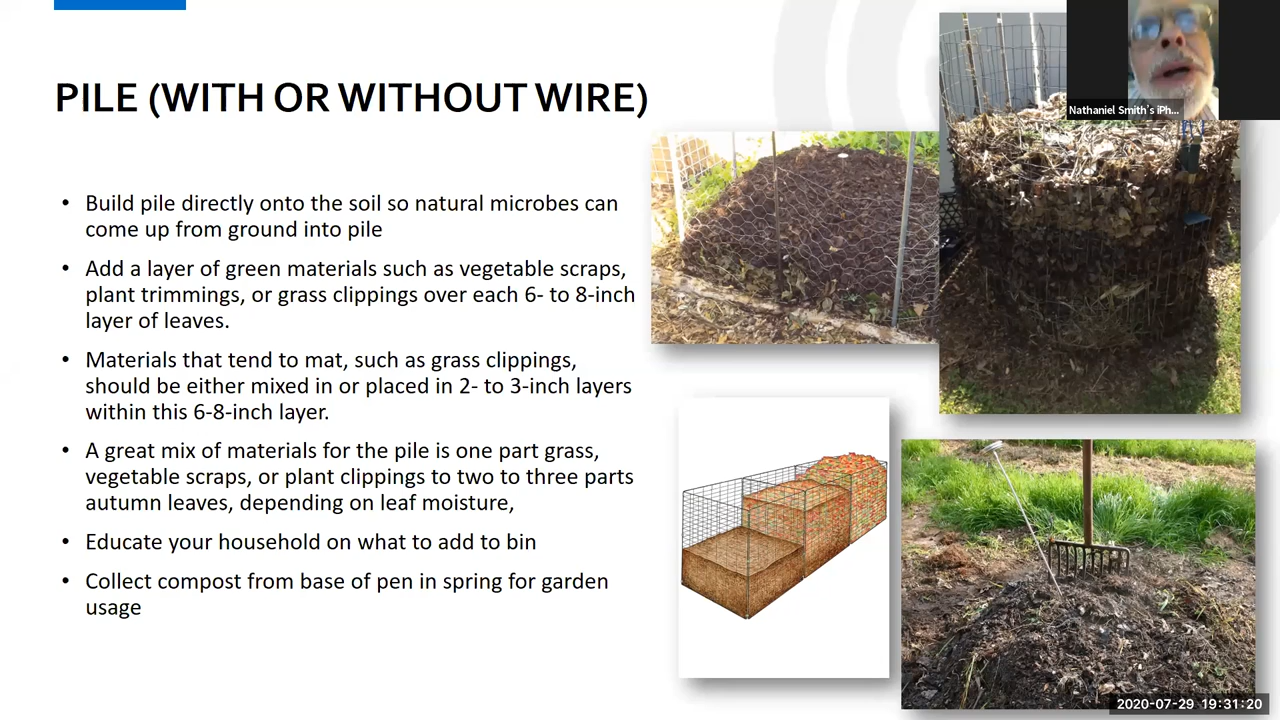 PILE (WITH OR WITHOUT WIRE)
• Build pile directly onto the soil so natural microbes can
come up from ground into pile
• Add a layer of green materials such as vegetable scraps,
plant trimmings, or grass clippings over each 6- to 8-inch
layer of leaves.
• Materials that tend to mat, such as grass clippings,
should be either mixed in or placed in 2- to 3-inch layers
within this 6-8-inch layer.
• A great mix of materials for the pile is one part grass,
vegetable scraps, or plant clippings to two to three parts
autumn leaves, depending on leaf moisture,
• Educate your household on what to add to bin
• Collect compost from base of pen in spring for garden
usage
Nathaniel Smith's iPh...
2020-07-29 19:31:20